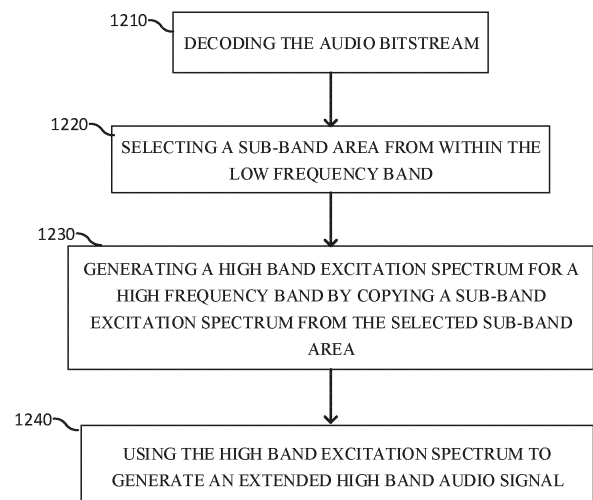 1210
DECODING THE AUDIO BITSTREAM
1220
SELECTING A SUB-BAND AREA FROM WITHIN THE
LOW FREQUENCY BAND
1230
GENERATING A HIGH BAND EXCITATION SPECTRUM FOR A
HIGH FREQUENCY BAND BY COPYING A SUB-BAND
EXCITATION SPECTRUM FROM THE SELECTED SUB-BAND
AREA
1240
USING THE HIGH BAND EXCITATION SPECTRUM TO
GENERATE AN EXTENDED HIGH BAND AUDIO SIGNAL